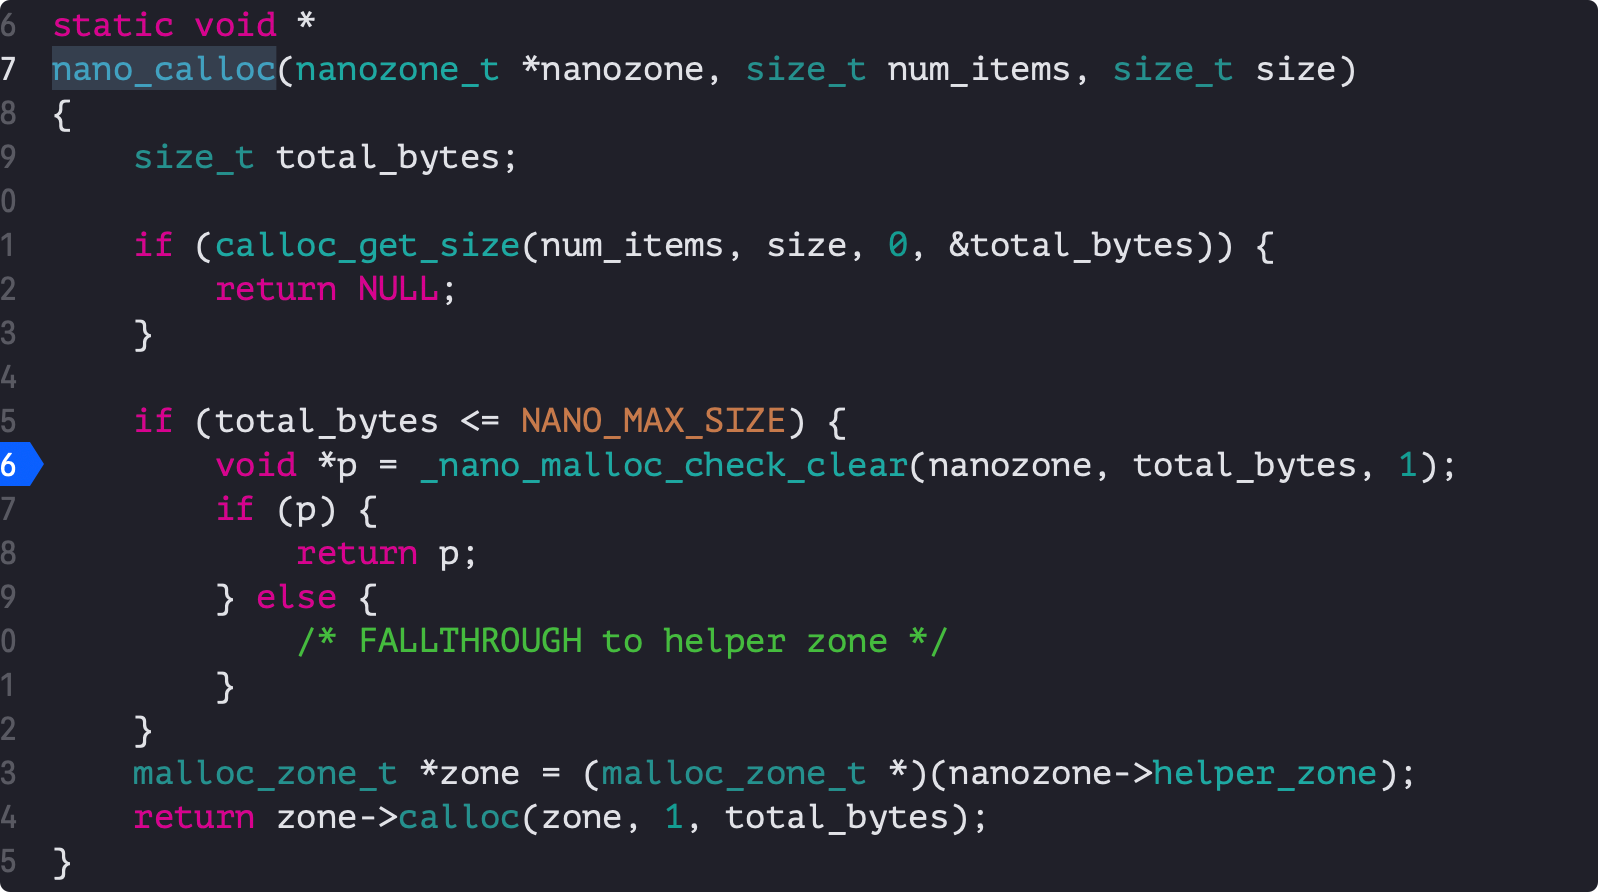 6 static void *
7 nano_calloc(nanozone_t *nanozone, size_t num_items, size_t size)
8 {
9     size_t total_bytes;
0
1     if (calloc_get_size(num_items, size, 0, &total_bytes)) {
2         return NULL;
3     }
4
5     if (total_bytes <= NANO_MAX_SIZE) {
6         void *p = _nano_malloc_check_clear(nanozone, total_bytes, 1);
7         if (p) {
8             return p;
9         } else {
0             /* FALLTHROUGH to helper zone */
1         }
2     }
3     malloc_zone_t *zone = (malloc_zone_t *)(nanozone->helper_zone);
4     return zone->calloc(zone, 1, total_bytes);
5 }